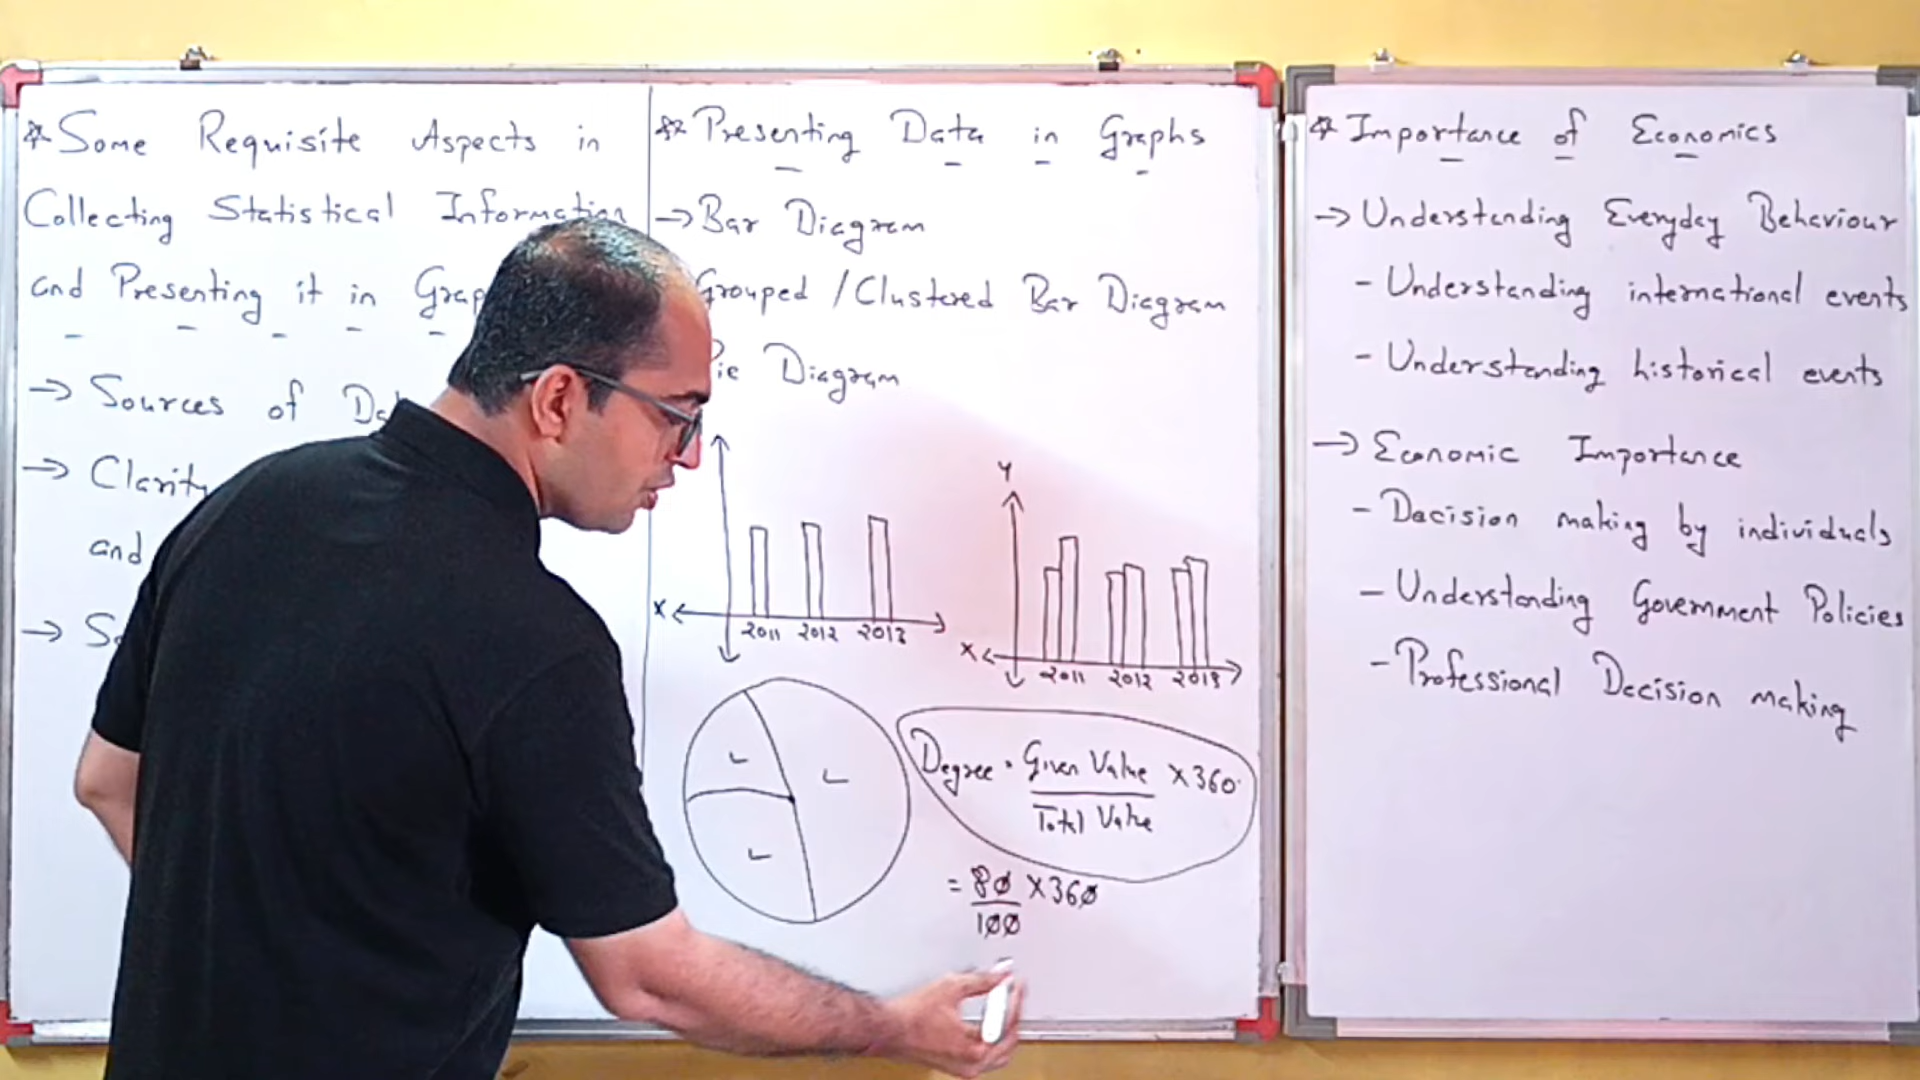 * Some Requisite Aspects in
Collecting Statistical Information
and Presenting it in
→ Sources of
→ Clarity
and
→
** Presenting Data in Graphs
→ Bar Diagram
Grouped / Clustered Bar Diagram
Diagram
X
2011 2012 2013
Y
X
2011 2012 2013
Degree = Given Value × 360°
Total Value
= 80 × 360
100
* Importance of Economics
→ Understanding Everyday Behaviour
- Understanding international events
- Understanding historical events
→ Economic Importance
- Decision making by individuals
- Understanding Government Policies
- Professional Decision making